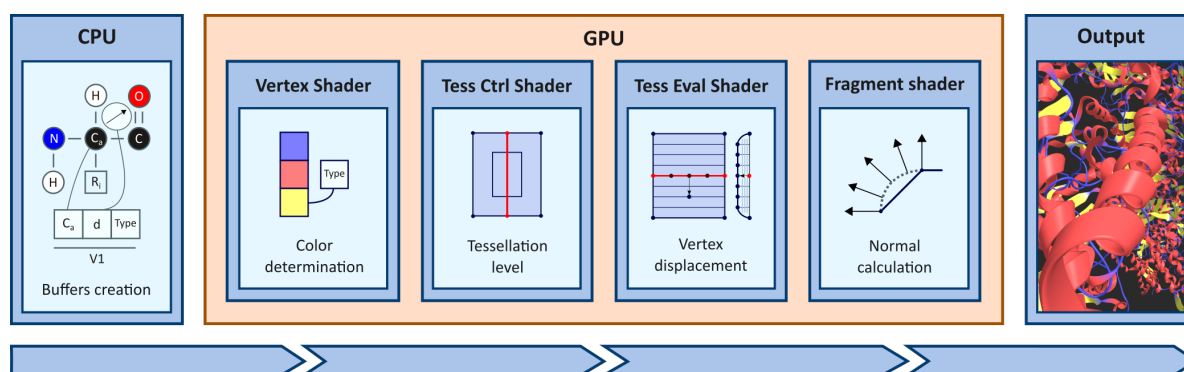 CPU
H
O
N
Cₐ
C
H
Rᵢ
Cₐ d Type
V1
Buffers creation
GPU
Vertex Shader
Type
Color
determination
Tess Ctrl Shader
Tessellation
level
Tess Eval Shader
Vertex
displacement
Fragment shader
Normal
calculation
Output